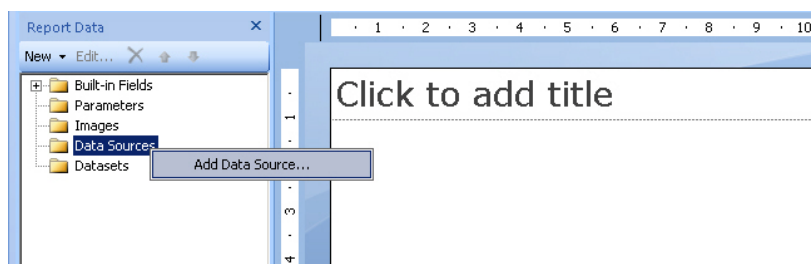 Report Data ×
· 1 · 2 · 3 · 4 · 5 · 6 · 7 · 8 · 9 · 10
New Edit...
Built-in Fields
Parameters
Images
Data Sources
Datasets
Add Data Source...
Click to add title
1
3
4